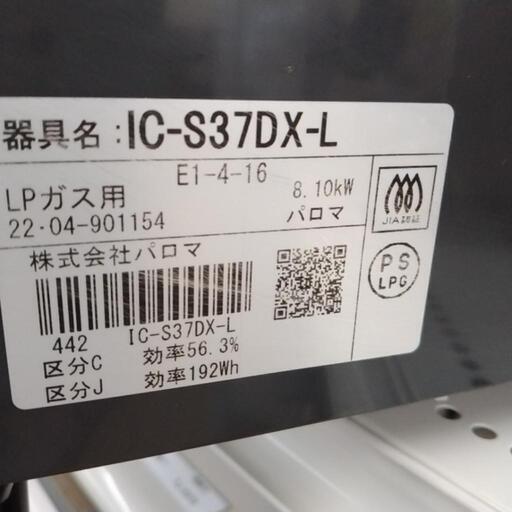 器具名:IC-S37DX-L
E1-4-16
LPガス用 8.10kW
22・04-901154 パロマ
JIA認証
株式会社パロマ
PS
LPG
442 IC-S37DX-L
区分C 効率56.3%
区分J 効率192Wh